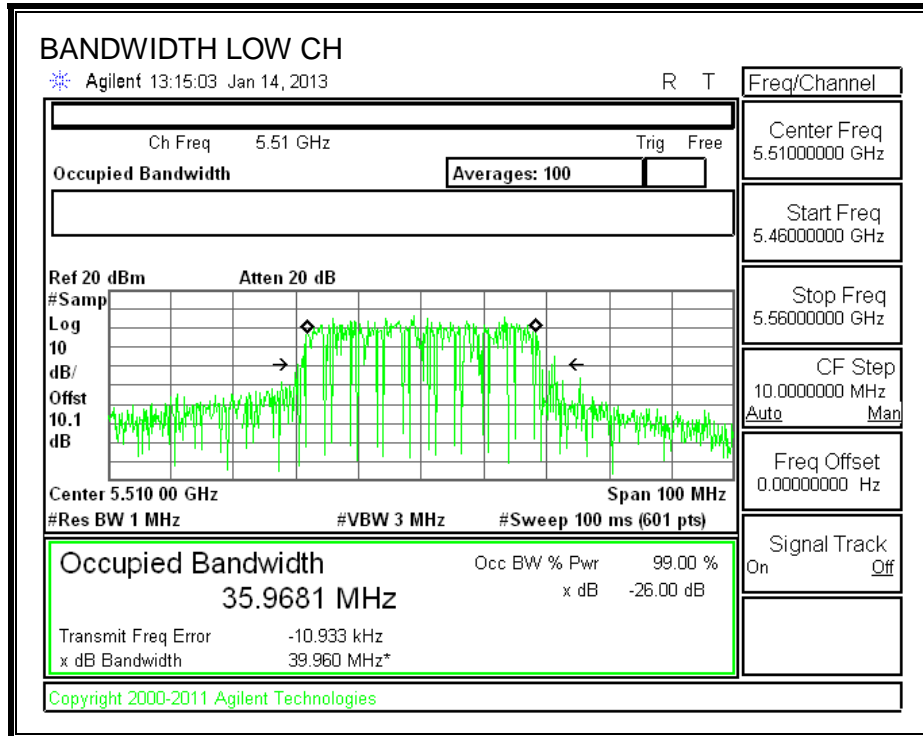 BANDWIDTH LOW CH
Agilent 13:15:03 Jan 14, 2013 R T
Freq/Channel
Ch Freq 5.51 GHz Trig Free
Occupied Bandwidth Averages: 100
Center Freq
5.51000000 GHz
Start Freq
5.46000000 GHz
Stop Freq
5.56000000 GHz
CF Step
10.0000000 MHz
Auto Man
Freq Offset
0.00000000 Hz
Signal Track
On Off
Ref 20 dBm Atten 20 dB
#Samp
Log
10
dB/
Offst
10.1
dB
Center 5.510 00 GHz Span 100 MHz
#Res BW 1 MHz #VBW 3 MHz #Sweep 100 ms (601 pts)
Occupied Bandwidth Occ BW % Pwr 99.00 %
35.9681 MHz x dB -26.00 dB
Transmit Freq Error -10.933 kHz
x dB Bandwidth 39.960 MHz*
Copyright 2000-2011 Agilent Technologies